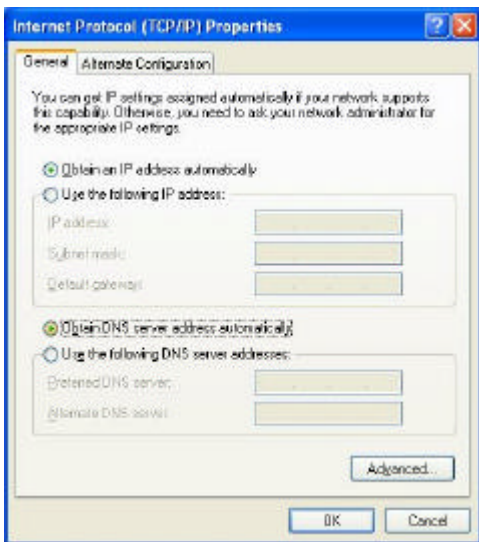 Internet Protocol (TCP/IP) Properties
General
Alternate Configuration
You can get IP settings assigned automatically if your network supports
this capability. Otherwise, you need to ask your network administrator for
the appropriate IP settings.
Obtain an IP address automatically
Use the following IP address:
IP address:
Subnet mask:
Default gateway:
Obtain DNS server address automatically
Use the following DNS server addresses:
Preferred DNS server:
Alternate DNS server:
Advanced...
OK
Cancel